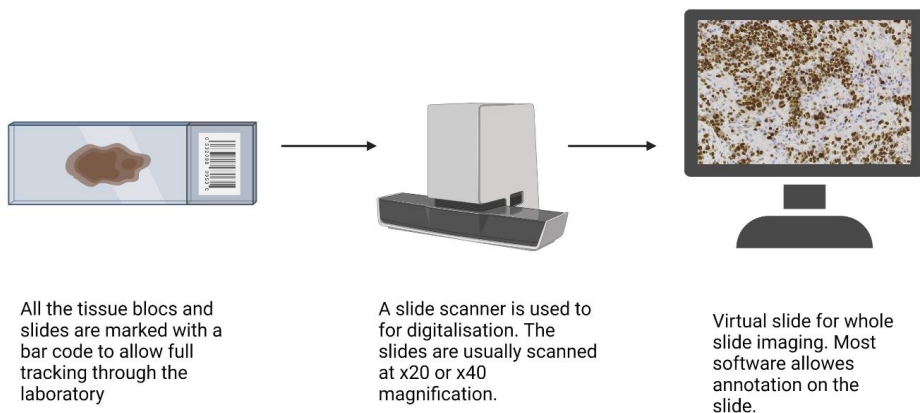 All the tissue blocs and
slides are marked with a
bar code to allow full
tracking through the
laboratory
A slide scanner is used to
for digitalisation. The
slides are usually scanned
at x20 or x40
magnification.
Virtual slide for whole
slide imaging. Most
software allowes
annotation on the
slide.